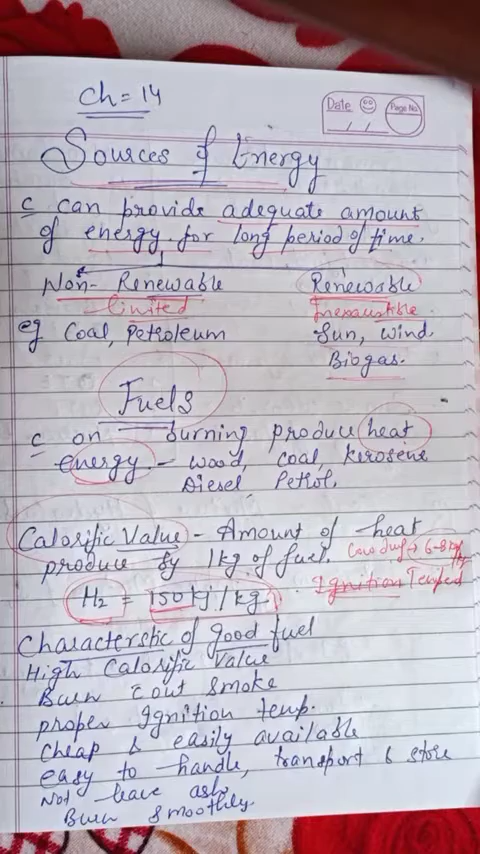 Ch = 14
Date
Page No.
Sources of Energy
c can provide adequate amount
of energy for long period of time.
Non- Renewable Renewable
limited Inexaustible
eg Coal, Petroleum Sun, Wind,
Biogas.
Fuels
c on burning produce heat
energy - wood, coal, kerosene
Diesel Petrol.
Calorific Value - Amount of heat
produce by 1kg of fuel.
Ignition Temp
H2 = 150 kj / kg
Characterstic of good fuel
High Calorific Value
Burn cout smoke
proper Ignition temp.
Cheap & easily available
easy to handle, transport & store
Not leave ash
Burn smoothly.